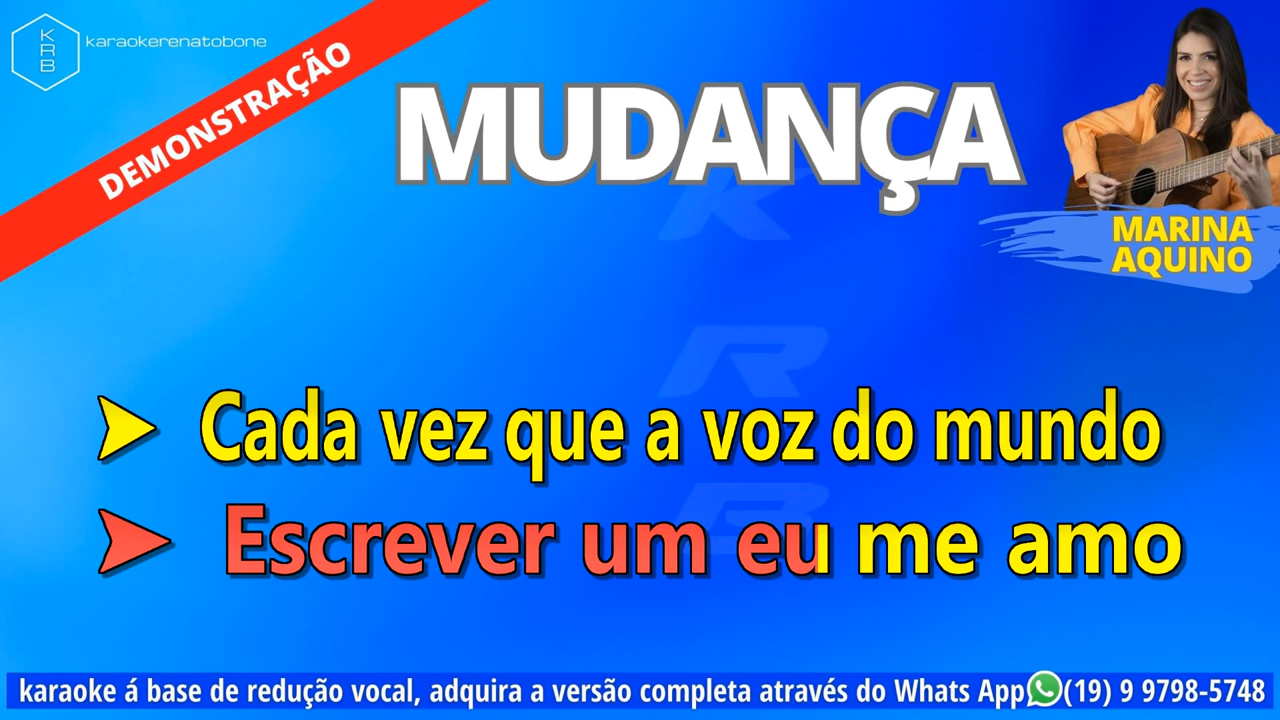 KRB
karaokerenatobone
DEMONSTRAÇÃO
MUDANÇA
MARINA
AQUINO
K
R
B
Cada vez que a voz do mundo
Escrever um eu me amo
karaoke á base de redução vocal, adquira a versão completa através do Whats App (19) 9 9798-5748